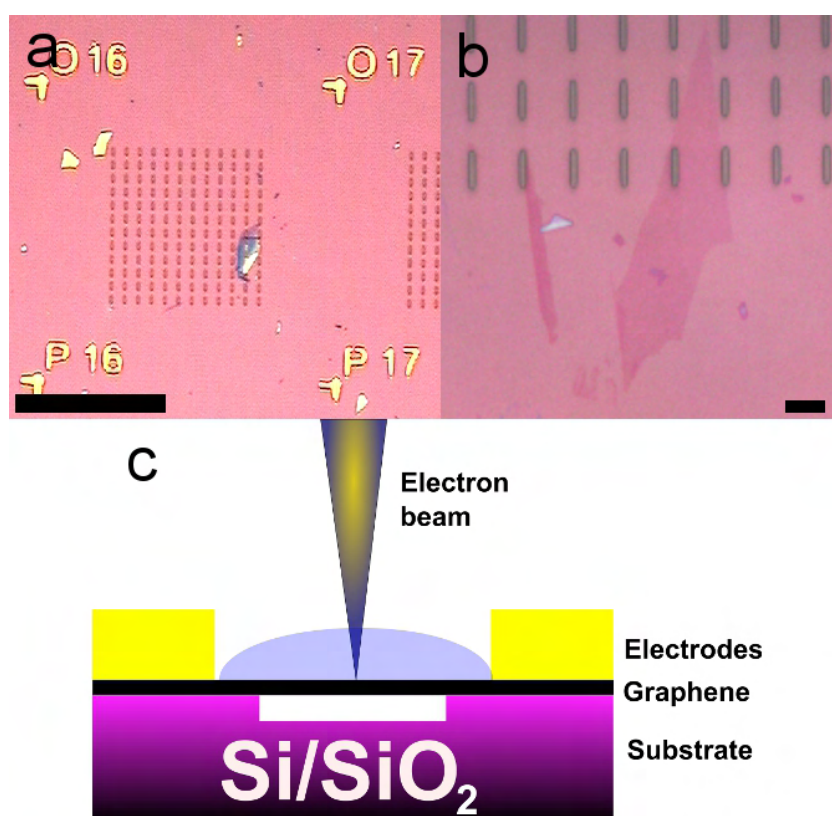 a
O 16
O 17
P 16
P 17
b
c
Electron
beam
Electrodes
Graphene
Substrate
Si/SiO₂